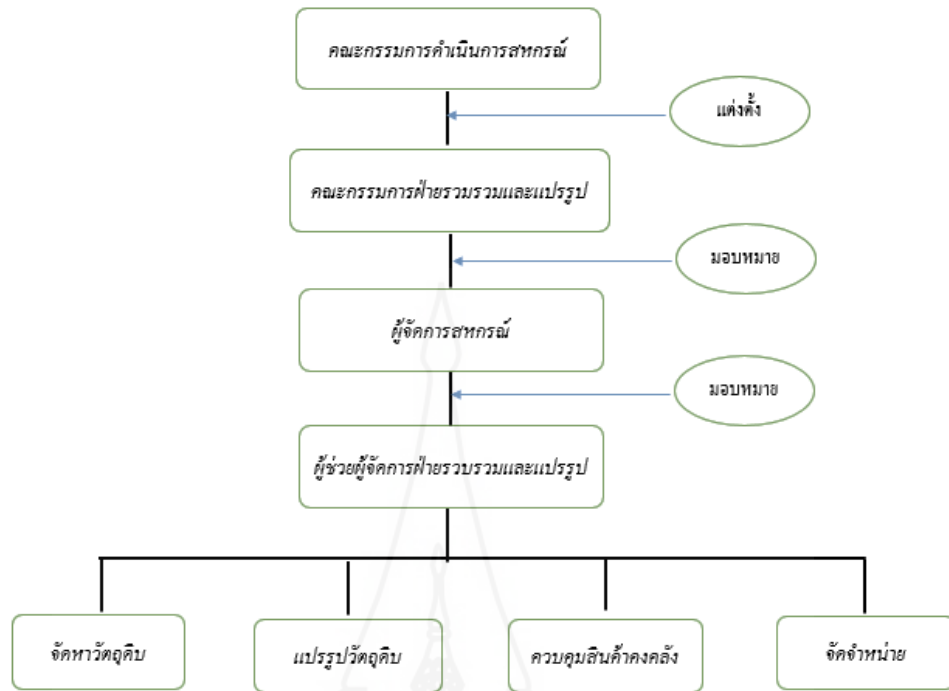 คณะกรรมการดำเนินการสหกรณ์
แต่งตั้ง
คณะกรรมการฝ่ายรวมรวมและแปรรูป
มอบหมาย
ผู้จัดการสหกรณ์
มอบหมาย
ผู้ช่วยผู้จัดการฝ่ายรวบรวมและแปรรูป
จัดหาวัตถุดิบ
แปรรูปวัตถุดิบ
ควบคุมสินค้าคงคลัง
จัดจำหน่าย